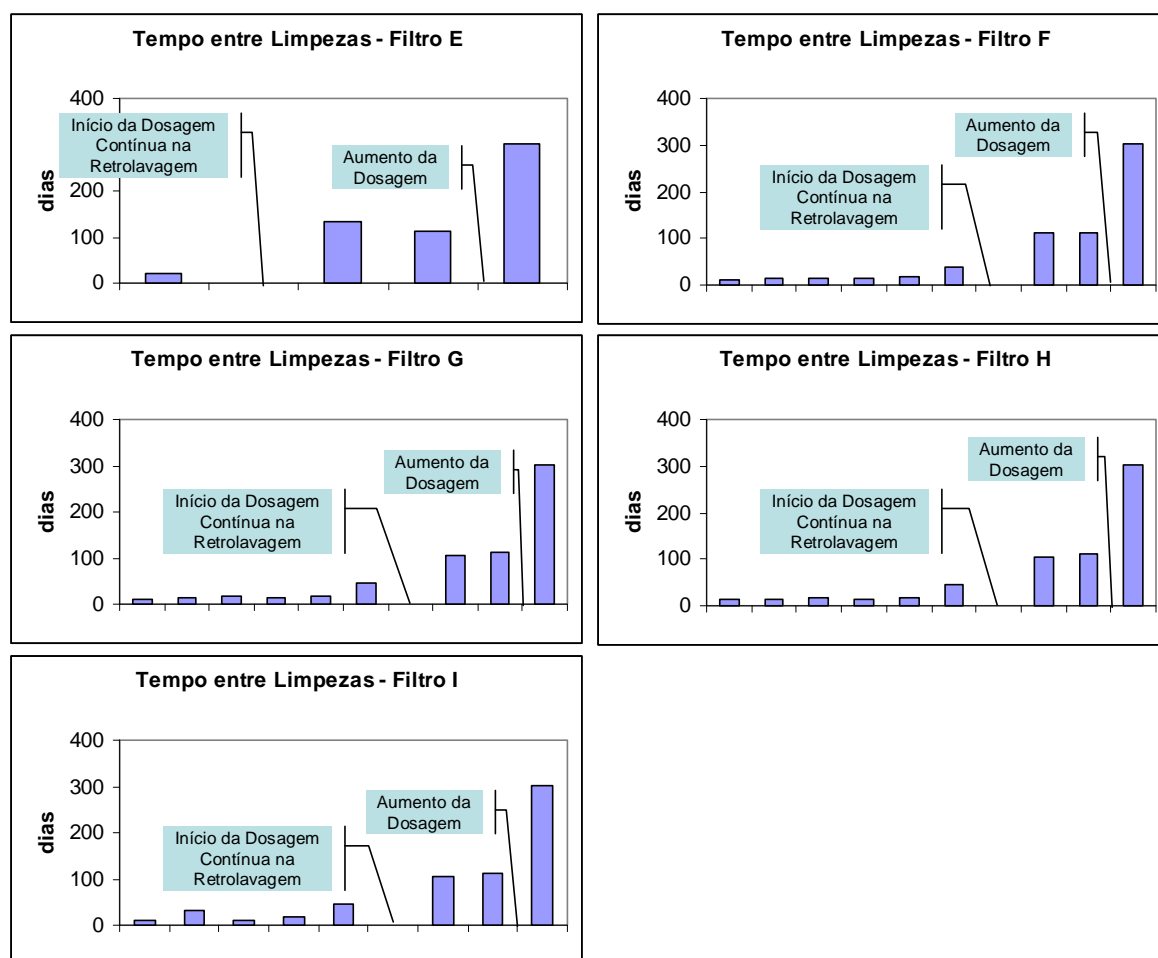 Tempo entre Limpezas - Filtro E
400
300
200
100
0
dias
Início da Dosagem
Contínua na
Retrolavagem
Aumento da
Dosagem
Tempo entre Limpezas - Filtro F
400
300
200
100
0
dias
Início da Dosagem
Contínua na
Retrolavagem
Aumento da
Dosagem
Tempo entre Limpezas - Filtro G
400
300
200
100
0
dias
Início da Dosagem
Contínua na
Retrolavagem
Aumento da
Dosagem
Tempo entre Limpezas - Filtro H
400
300
200
100
0
dias
Início da Dosagem
Contínua na
Retrolavagem
Aumento da
Dosagem
Tempo entre Limpezas - Filtro I
400
300
200
100
0
dias
Início da Dosagem
Contínua na
Retrolavagem
Aumento da
Dosagem